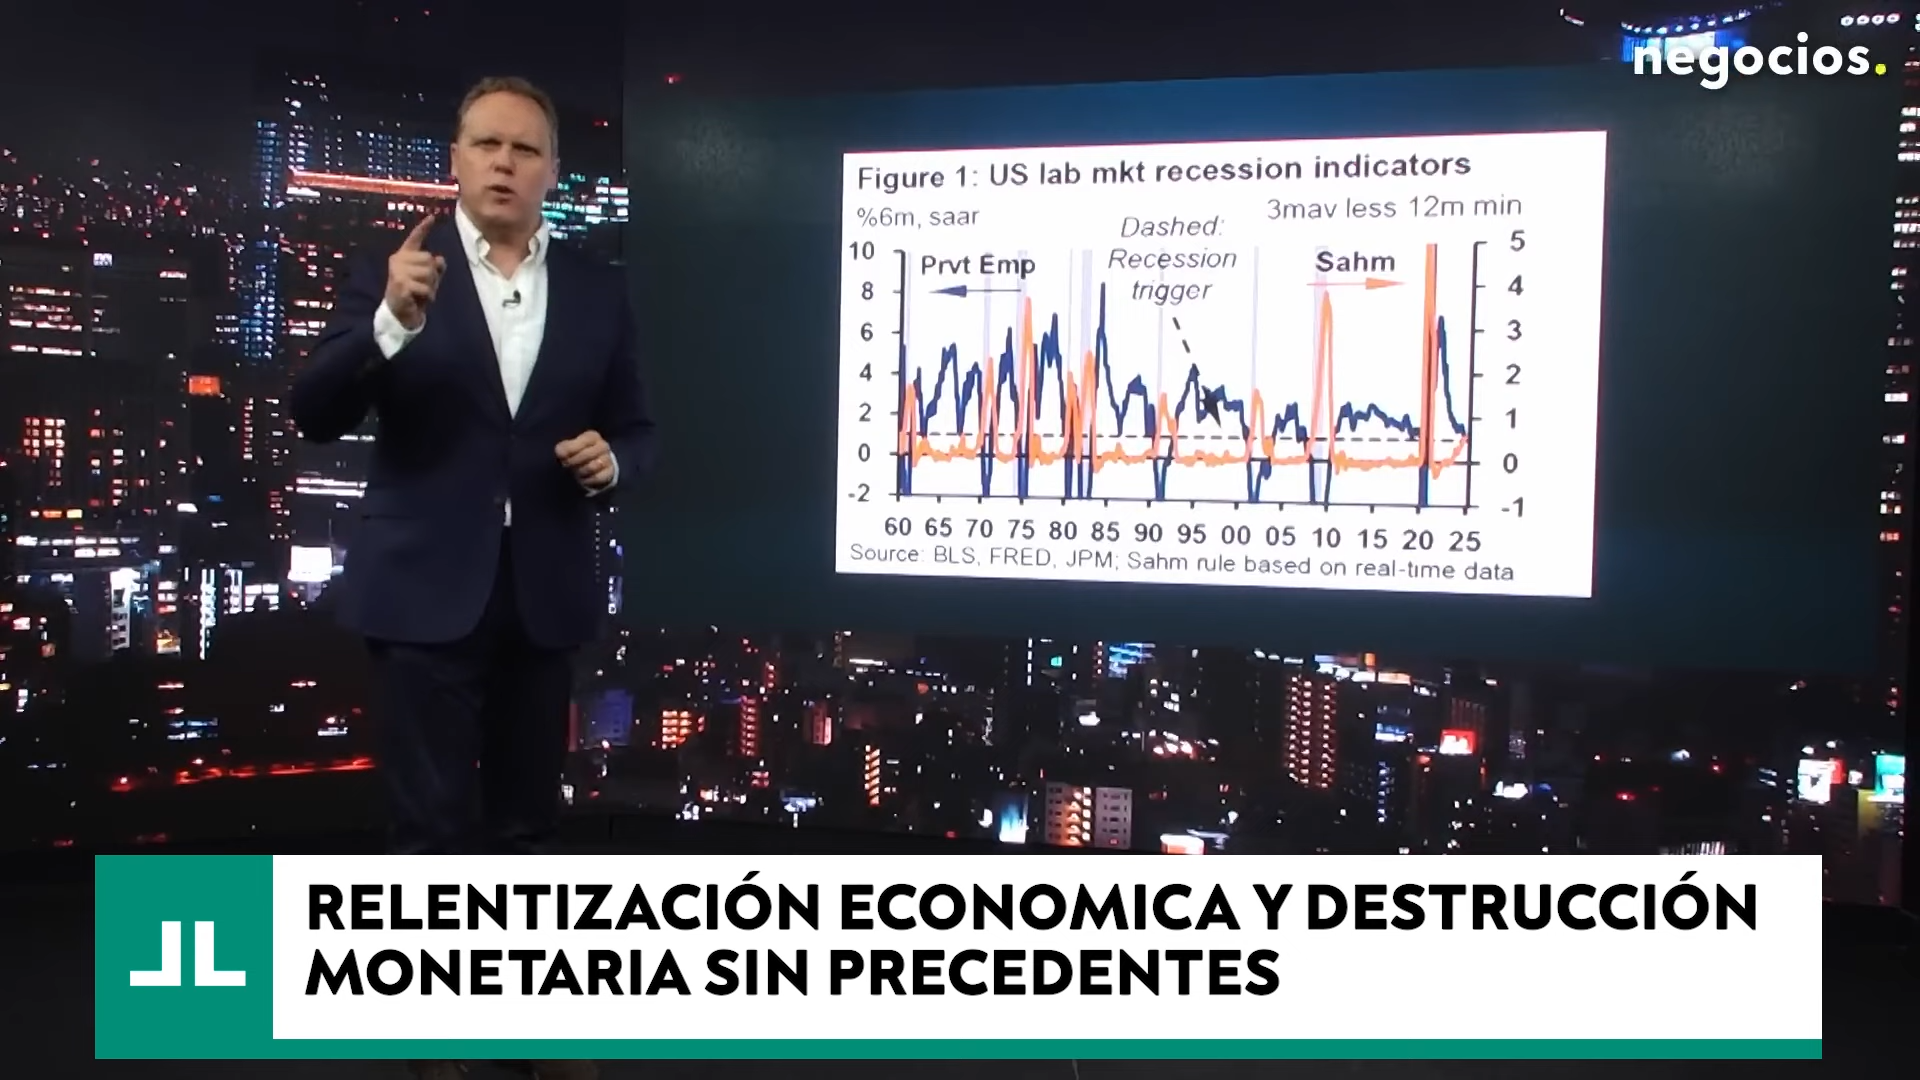 negocios.
Figure 1: US lab mkt recession indicators
%6m, saar
3mav less 12m min
Dashed:
Recession
trigger
Prvt Emp
Sahm
10
8
6
4
2
0
-2
5
4
3
2
1
0
-1
60 65 70 75 80 85 90 95 00 05 10 15 20 25
Source: BLS, FRED, JPM; Sahm rule based on real-time data
RELENTIZACIÓN ECONOMICA Y DESTRUCCIÓN
MONETARIA SIN PRECEDENTES